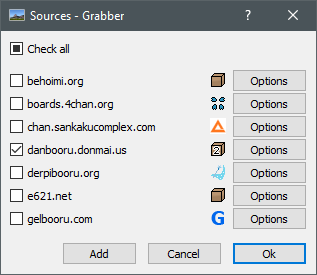 Sources - Grabber ? ×
Check all
behoimi.org Options
boards.4chan.org Options
chan.sankakucomplex.com Options
danbooru.donmai.us 2 Options
derpibooru.org Options
e621.net Options
gelbooru.com G Options
Add Cancel Ok